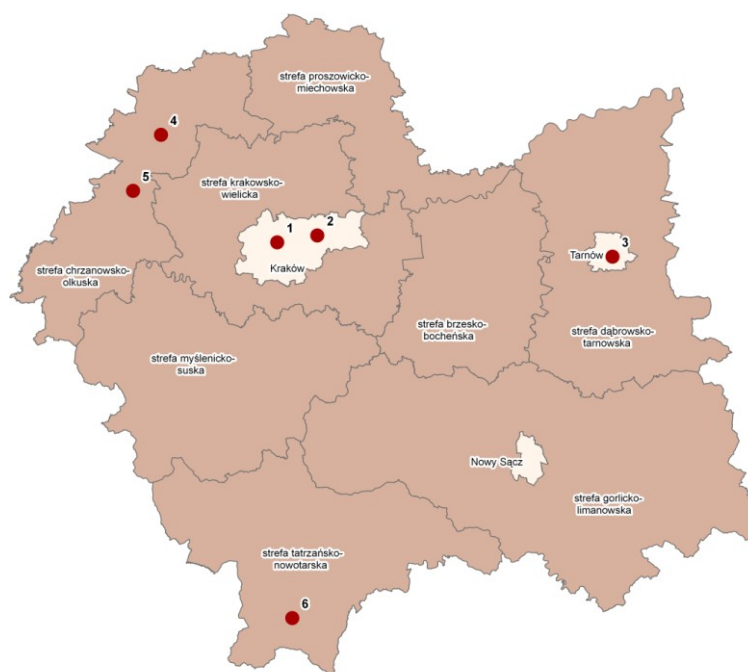 strefa proszowicko-
miechowska
4
strefa krakowsko-
wielicka
5
1
2
Kraków
3
Tarnów
strefa chrzanowsko-
olkuska
strefa brzesko-
bocheńska
strefa dąbrowsko-
tarnowska
strefa myślenicko-
suska
Nowy Sącz
strefa gorlicko-
limanowska
strefa tatrzańsko-
nowotarska
6